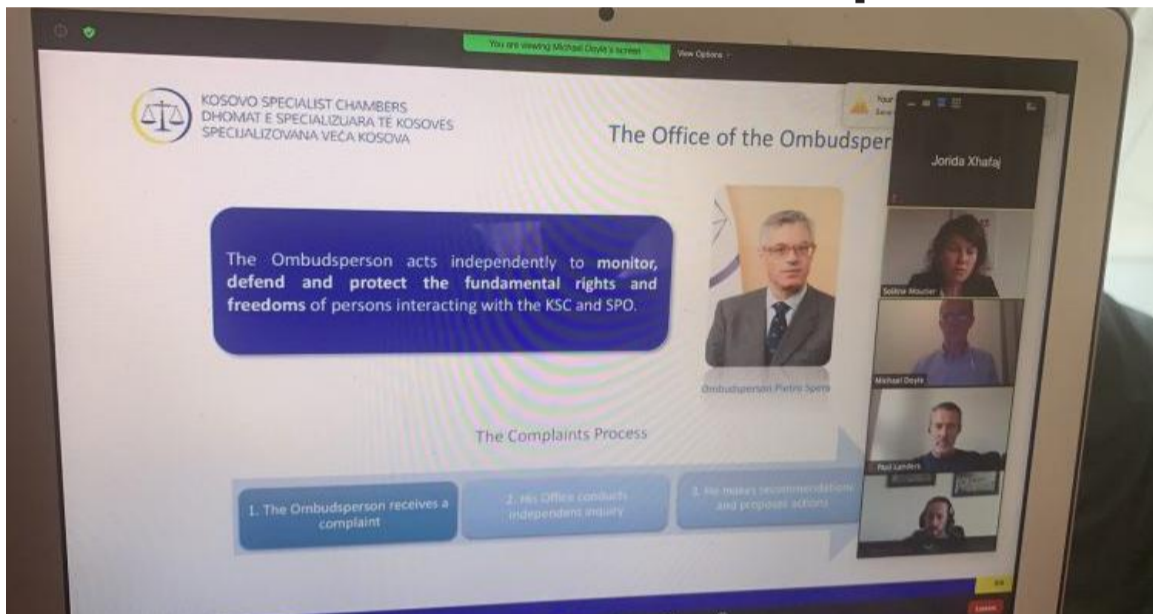 You are viewing Michael Doyle's screen
View Options
KOSOVO SPECIALIST CHAMBERS
DHOMAT E SPECIALIZUARA TË KOSOVËS
SPECIJALIZOVANA VEĆA KOSOVA
The Office of the Ombudsper
Your
Jorida Xhafaj
The Ombudsperson acts independently to monitor,
defend and protect the fundamental rights and
freedoms of persons interacting with the KSC and SPO.
Michael Doyle
Ombudsperson Pietro Spera
Paul Landers
The Complaints Process
1. The Ombudsperson receives a
complaint
2. His Office conducts
independent inquiry
3. He makes recommendations
and proposes actions
Leave